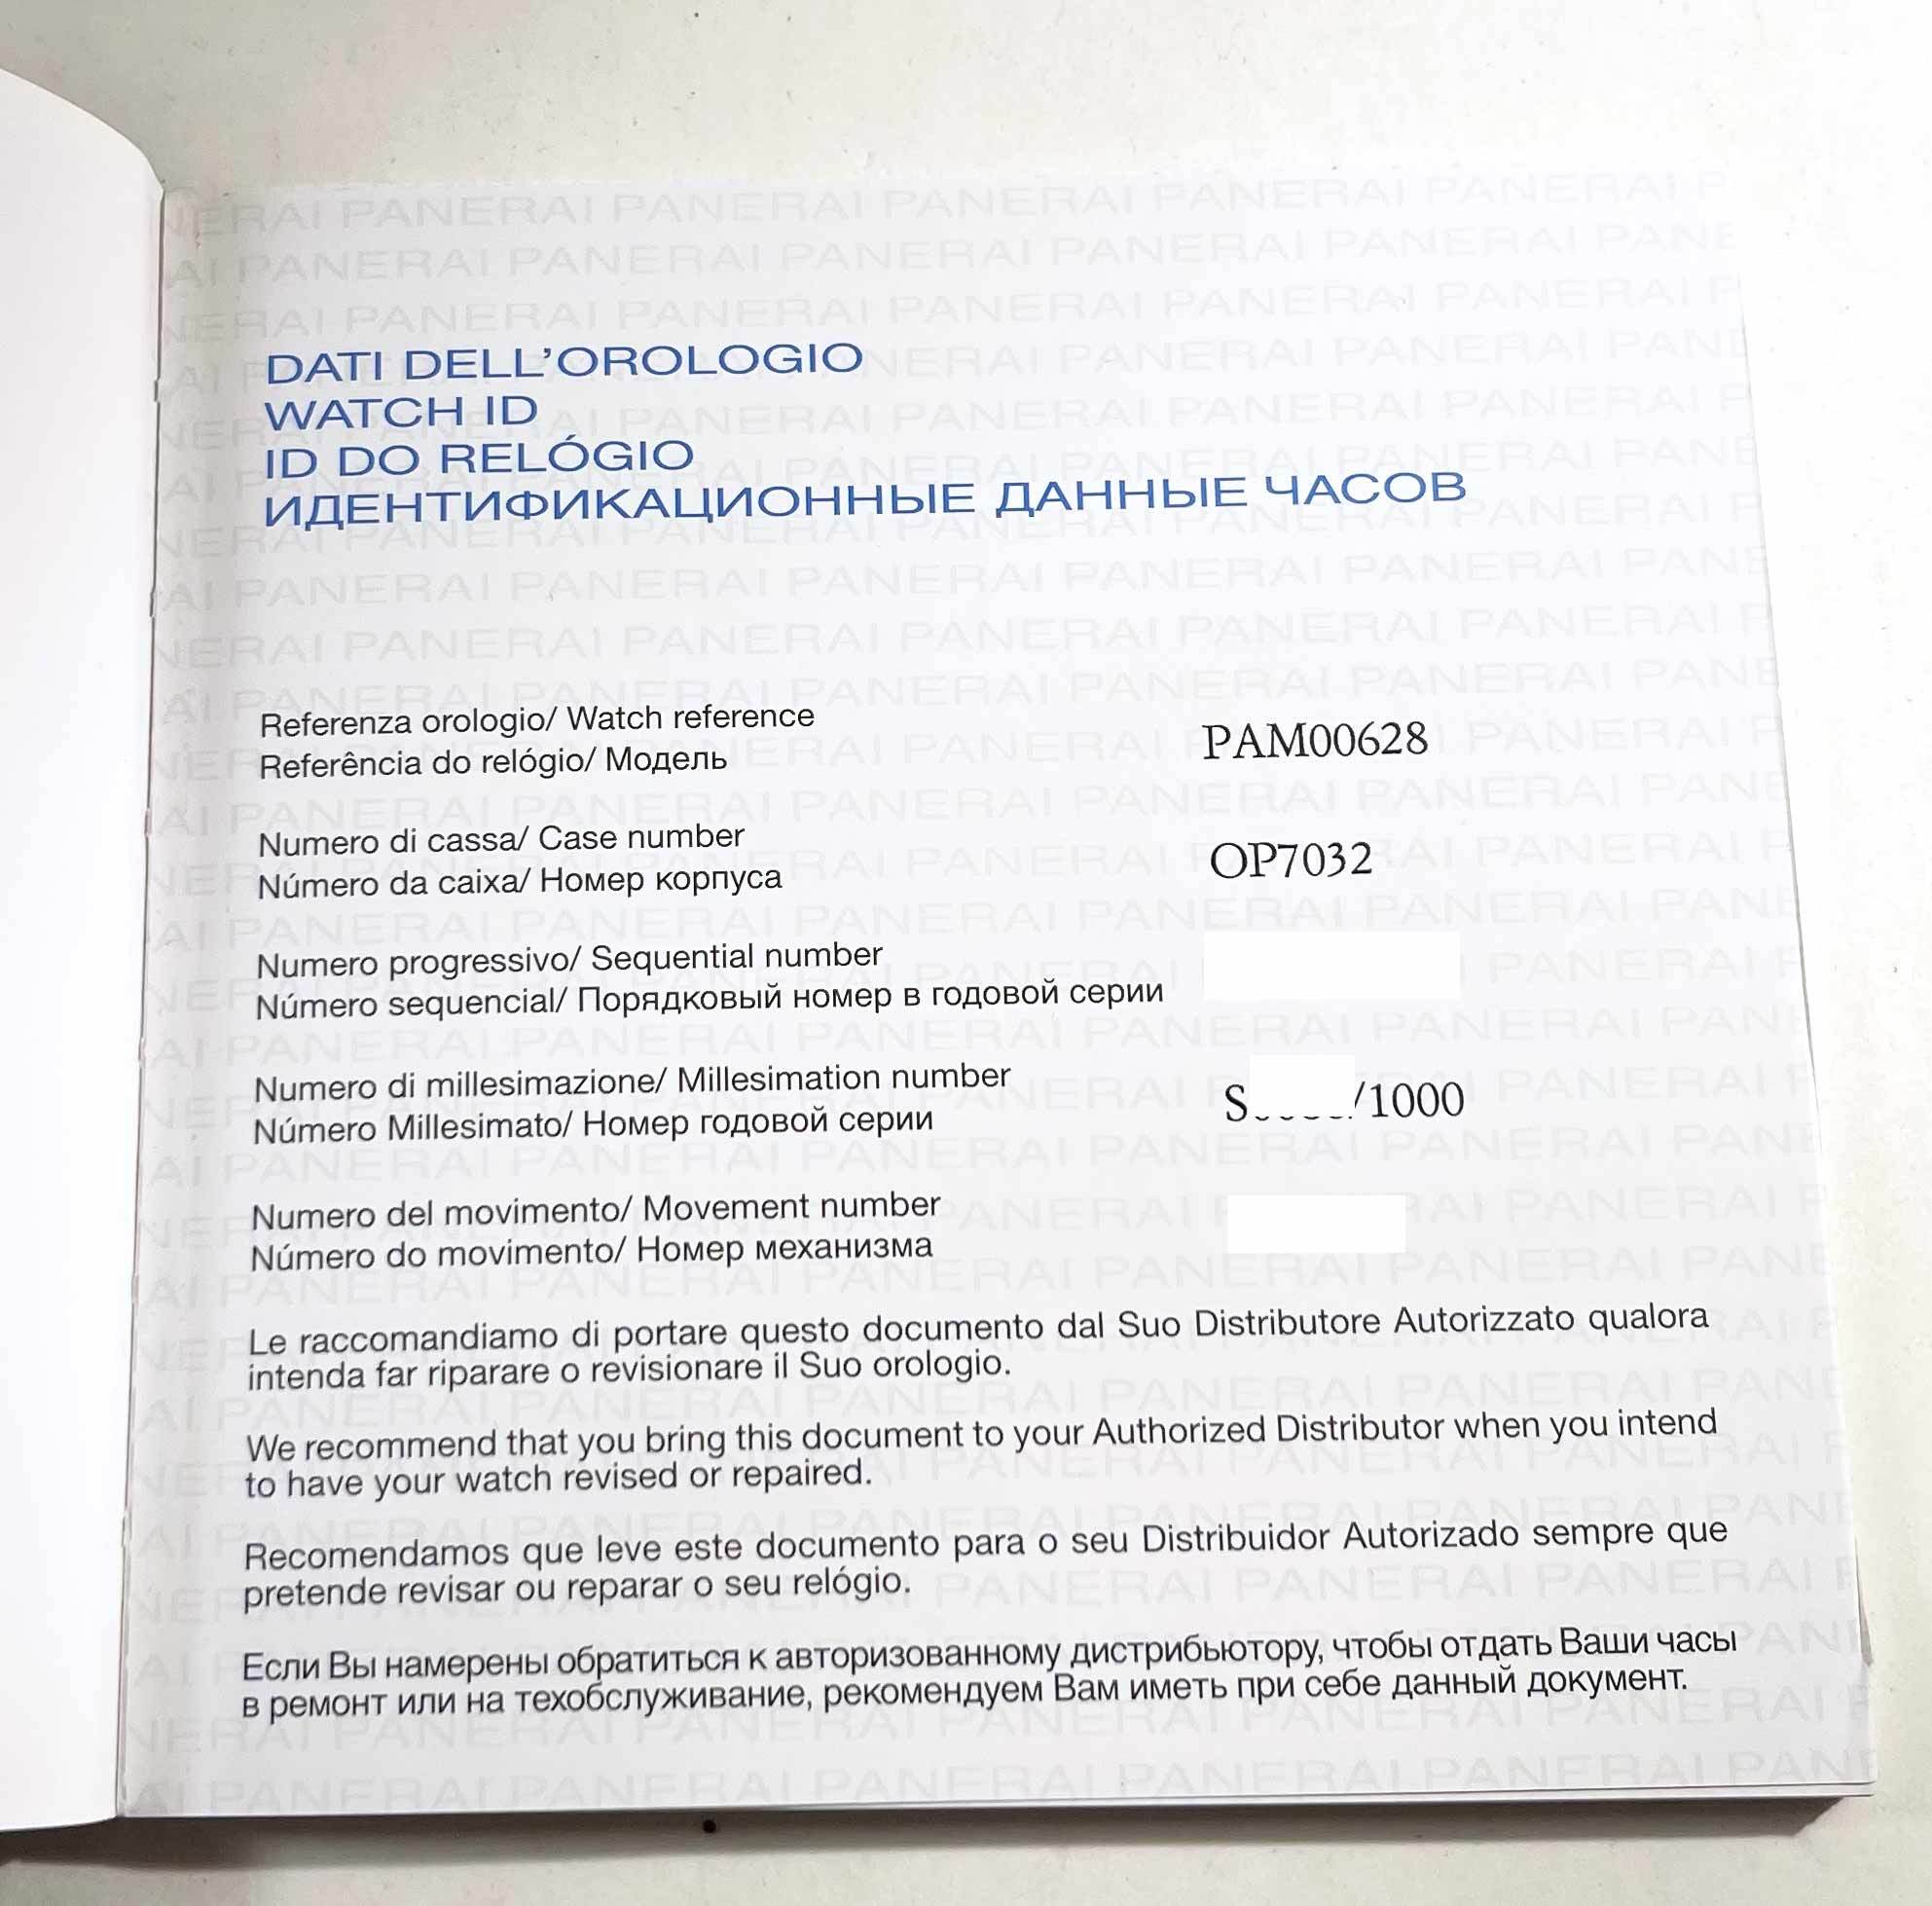 DATI DELL'OROLOGIO
WATCH ID
ID DO RELÓGIO
ИДЕНТИФИКАЦИОННЫЕ ДАННЫЕ ЧАСОВ
Referenza orologio/ Watch reference
Referência do relógio/ Модель
PAM00628
Numero di cassa/ Case number
Número da caixa/ Номер корпуса
OP7032
Numero progressivo/ Sequential number
Número sequencial/ Порядковый номер в годовой серии
Numero di millesimazione/ Millesimation number
Número Millesimato/ Номер годовой серии
S /1000
Numero del movimento/ Movement number
Número do movimento/ Номер механизма
Le raccomandiamo di portare questo documento dal Suo Distributore Autorizzato qualora
intenda far riparare o revisionare il Suo orologio.
We recommend that you bring this document to your Authorized Distributor when you intend
to have your watch revised or repaired.
Recomendamos que leve este documento para o seu Distribuidor Autorizado sempre que
pretende revisar ou reparar o seu relógio.
Если Вы намерены обратиться к авторизованному дистрибьютору, чтобы отдать Ваши часы
в ремонт или на техобслуживание, рекомендуем Вам иметь при себе данный документ.